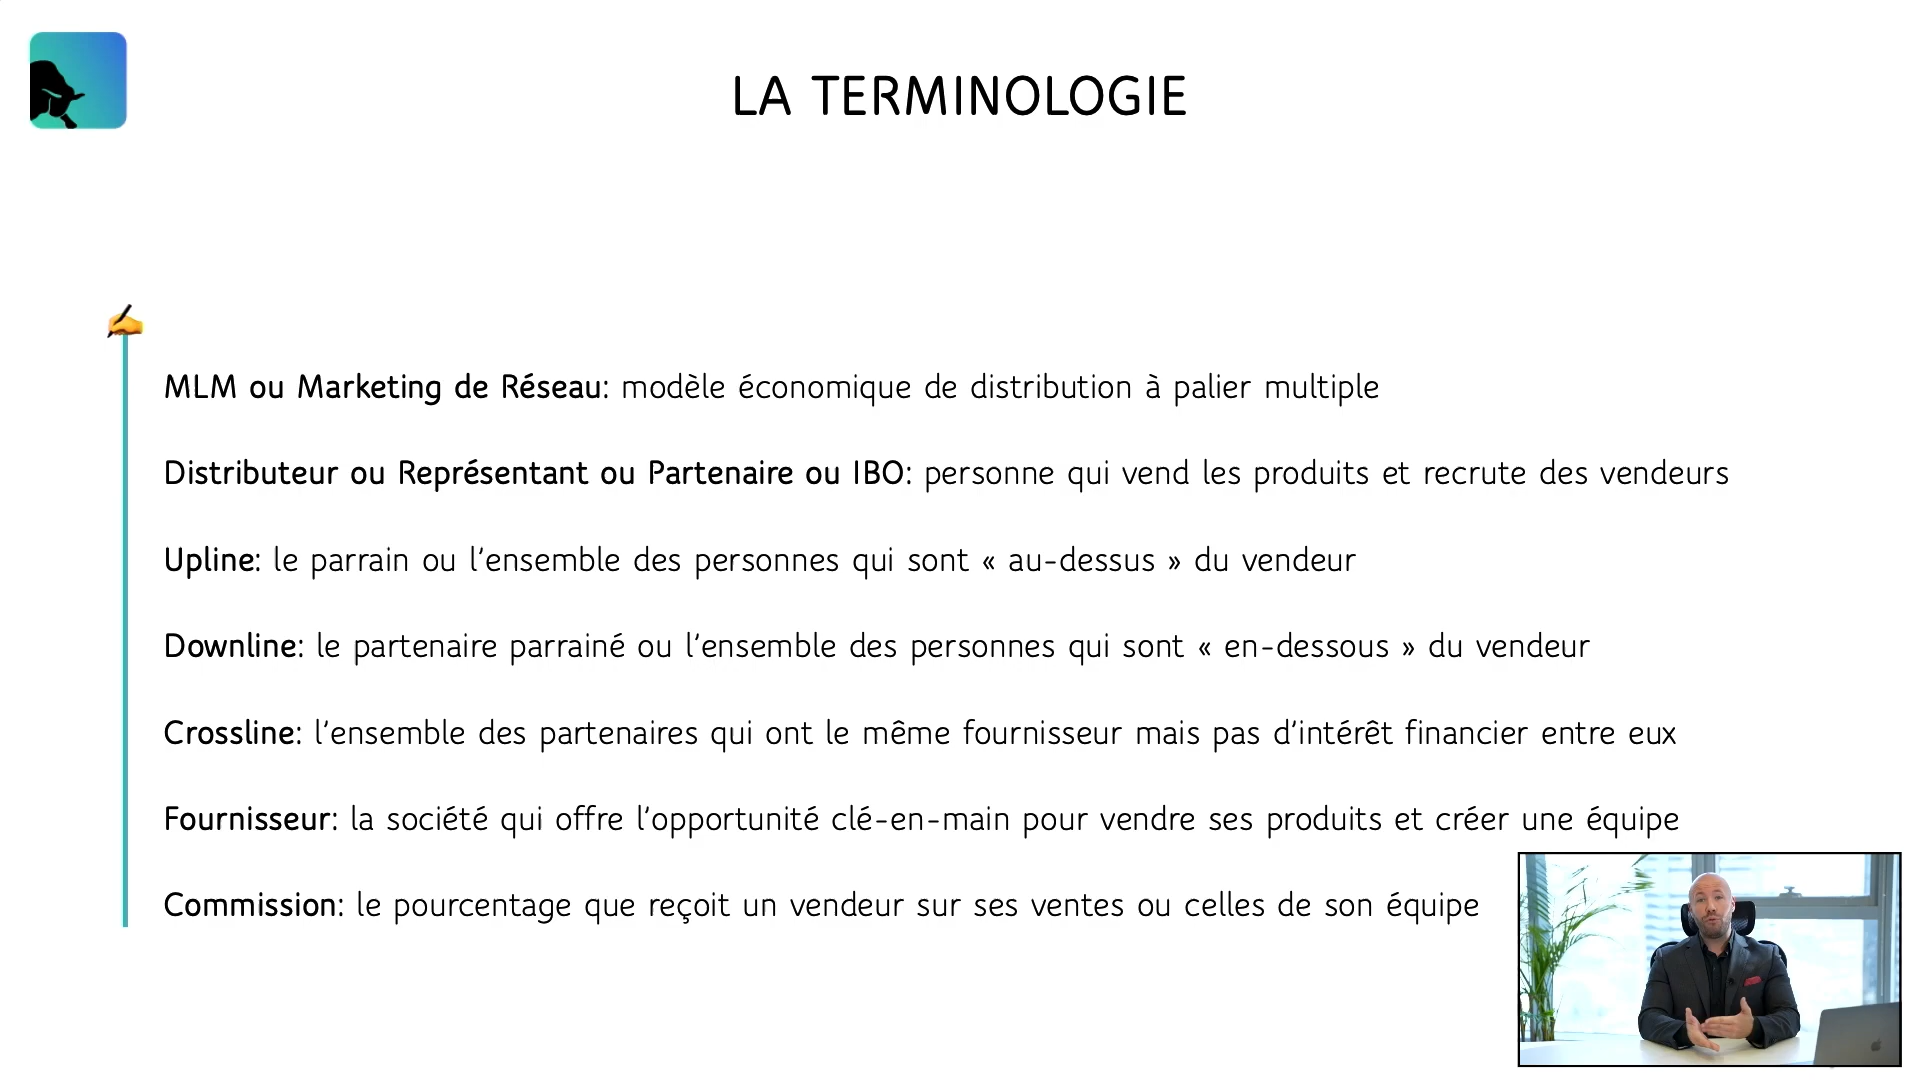 LA TERMINOLOGIE
MLM ou Marketing de Réseau: modèle économique de distribution à palier multiple
Distributeur ou Représentant ou Partenaire ou IBO: personne qui vend les produits et recrute des vendeurs
Upline: le parrain ou l'ensemble des personnes qui sont « au-dessus » du vendeur
Downline: le partenaire parrainé ou l'ensemble des personnes qui sont « en-dessous » du vendeur
Crossline: l'ensemble des partenaires qui ont le même fournisseur mais pas d'intérêt financier entre eux
Fournisseur: la société qui offre l'opportunité clé-en-main pour vendre ses produits et créer une équipe
Commission: le pourcentage que reçoit un vendeur sur ses ventes ou celles de son équipe